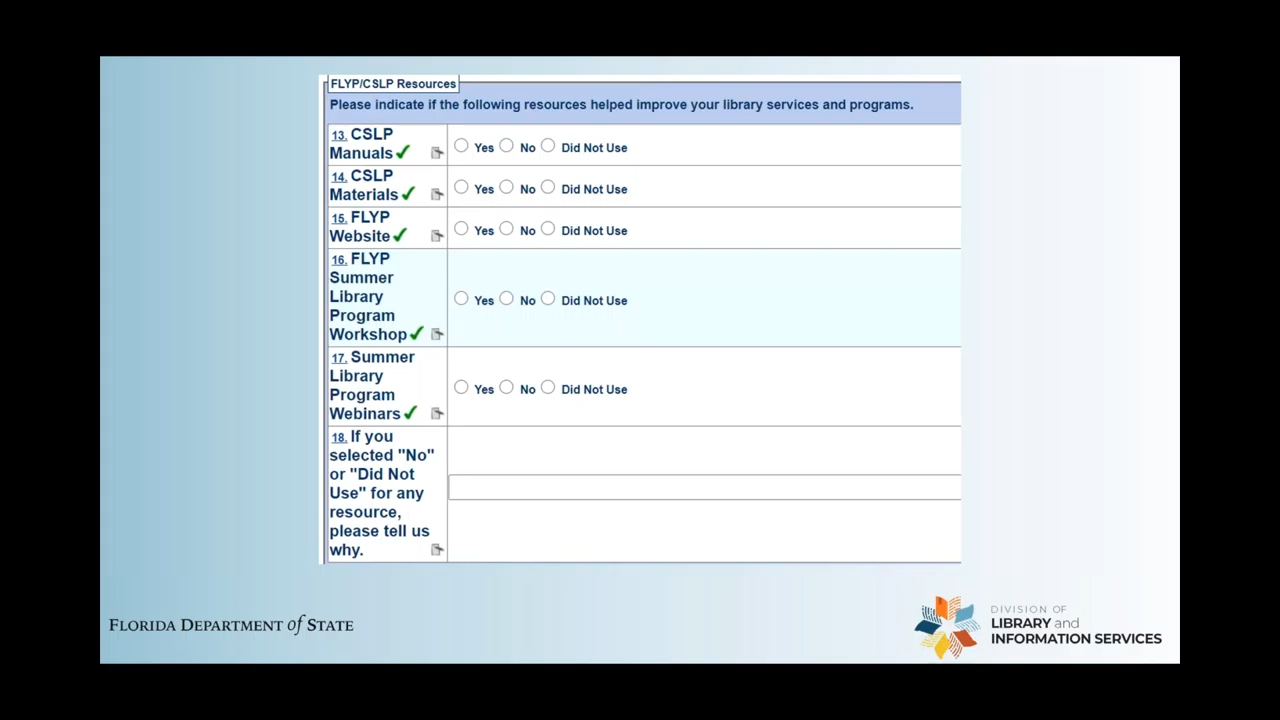 FLYP/CSLP Resources
Please indicate if the following resources helped improve your library services and programs.
13. CSLP
Manuals
Yes No Did Not Use
14. CSLP
Materials
Yes No Did Not Use
15. FLYP
Website
Yes No Did Not Use
16. FLYP
Summer
Library
Program
Workshop
Yes No Did Not Use
17. Summer
Library
Program
Webinars
Yes No Did Not Use
18. If you
selected "No"
or "Did Not
Use" for any
resource,
please tell us
why.
FLORIDA DEPARTMENT of STATE
DIVISION OF
LIBRARY and
INFORMATION SERVICES